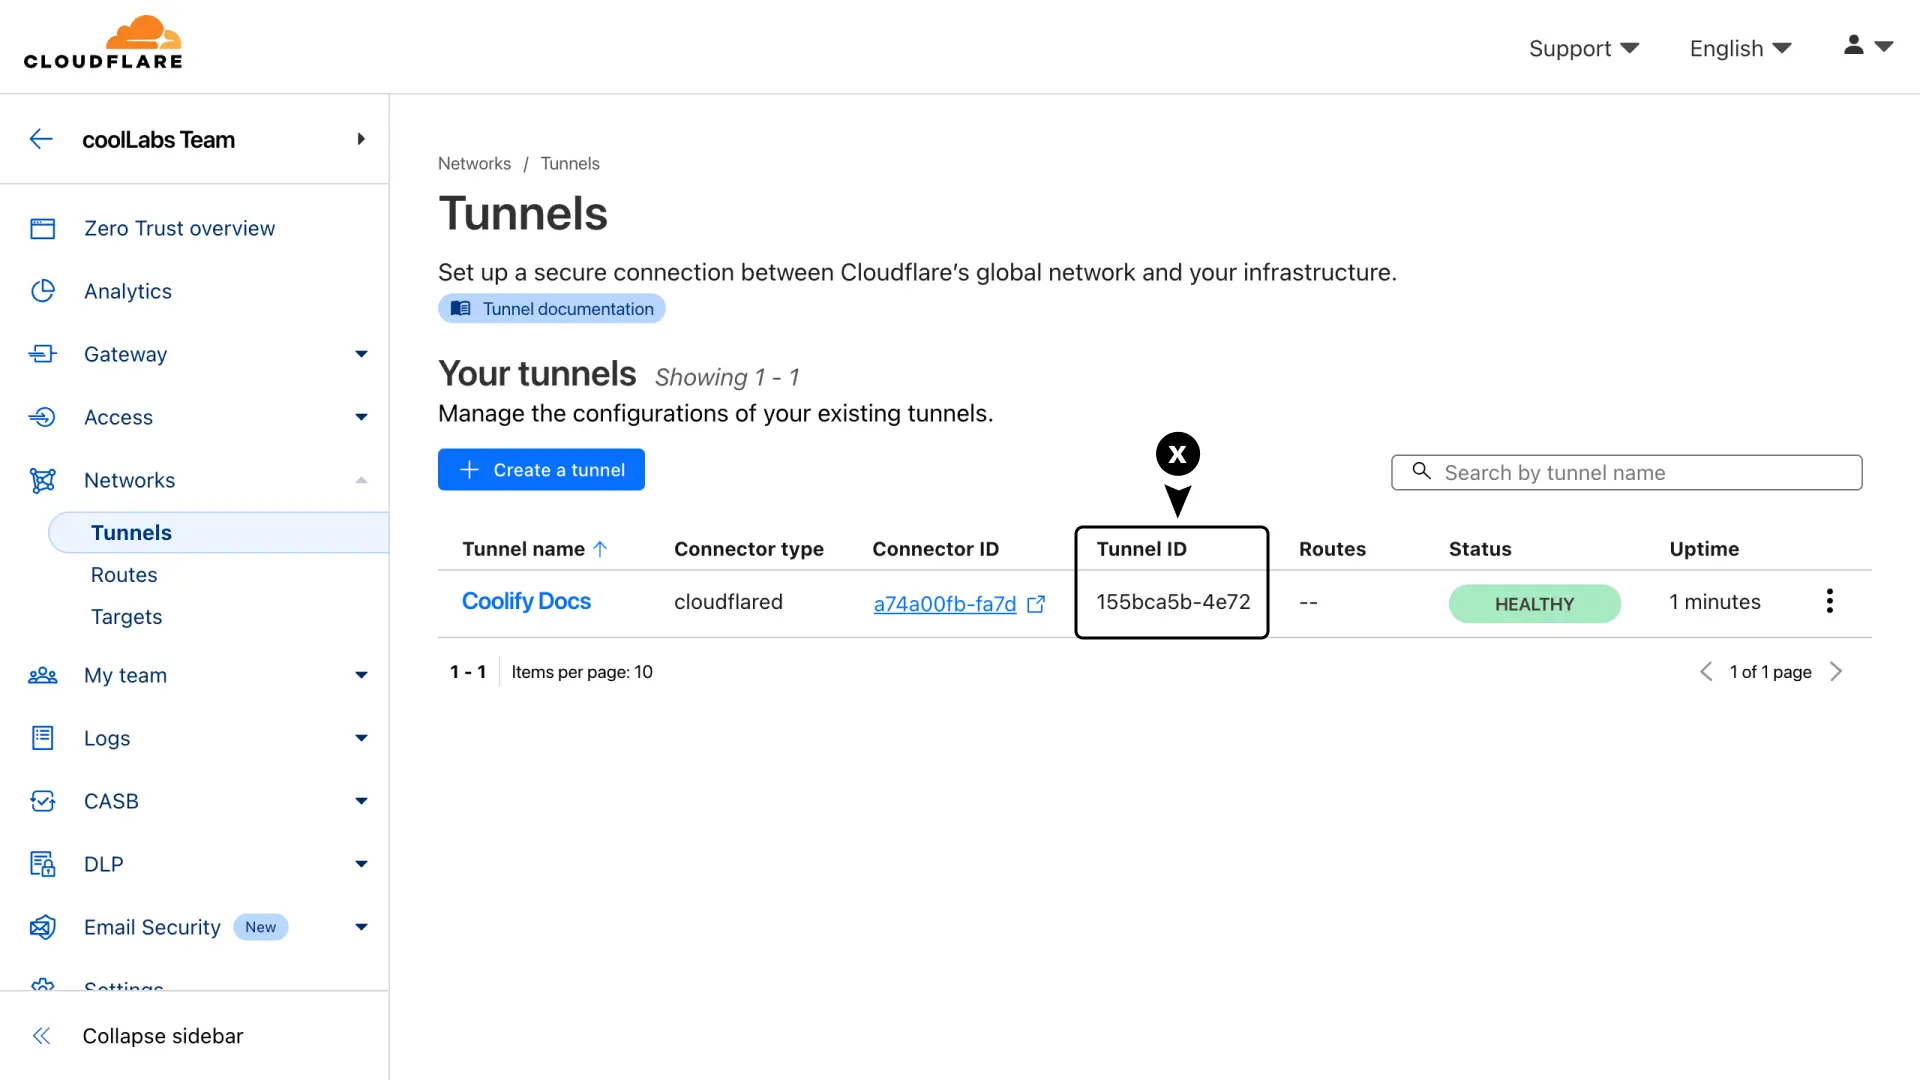 CLOUDFLARE
Support
English
coolLabs Team
Zero Trust overview
Analytics
Gateway
Access
Networks
Tunnels
Routes
Targets
My team
Logs
CASB
DLP
Email Security New
Settings
Collapse sidebar
Networks / Tunnels
Tunnels
Set up a secure connection between Cloudflare’s global network and your infrastructure.
Tunnel documentation
Your tunnels Showing 1 - 1
Manage the configurations of your existing tunnels.
Create a tunnel
X
Search by tunnel name
Tunnel name Connector type Connector ID Tunnel ID Routes Status Uptime
Coolify Docs cloudflared a74a00fb-fa7d 155bca5b-4e72 -- HEALTHY 1 minutes
1 - 1 Items per page: 10 1 of 1 page